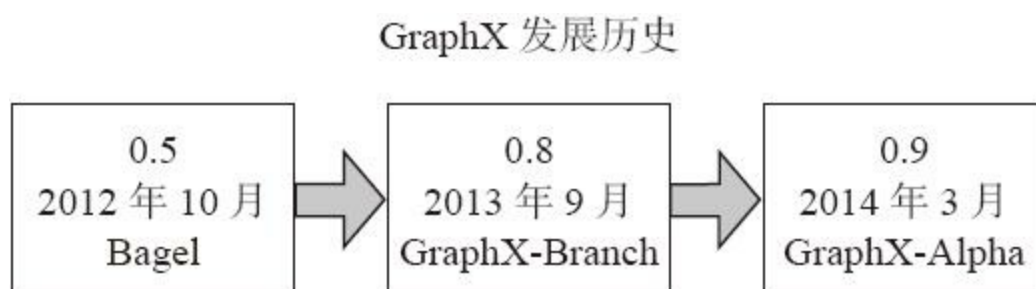 GraphX 发展历史
0.5
2012 年 10 月
Bagel
0.8
2013 年 9 月
GraphX-Branch
0.9
2014 年 3 月
GraphX-Alpha